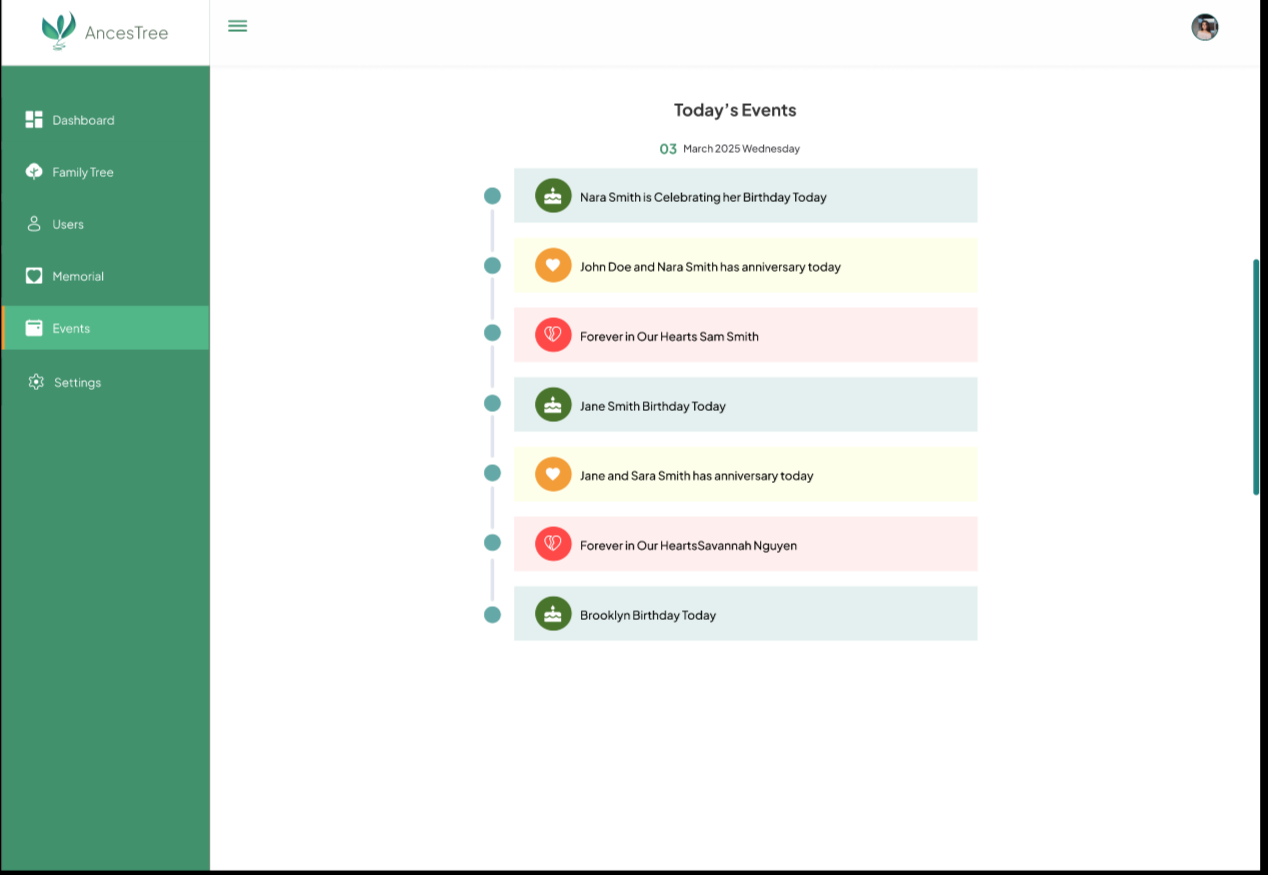 AncesTree
Dashboard
Family Tree
Users
Memorial
Events
Settings
Today’s Events
03 March 2025 Wednesday
Nara Smith is Celebrating her Birthday Today
John Doe and Nara Smith has anniversary today
Forever in Our Hearts Sam Smith
Jane Smith Birthday Today
Jane and Sara Smith has anniversary today
Forever in Our HeartsSavannah Nguyen
Brooklyn Birthday Today